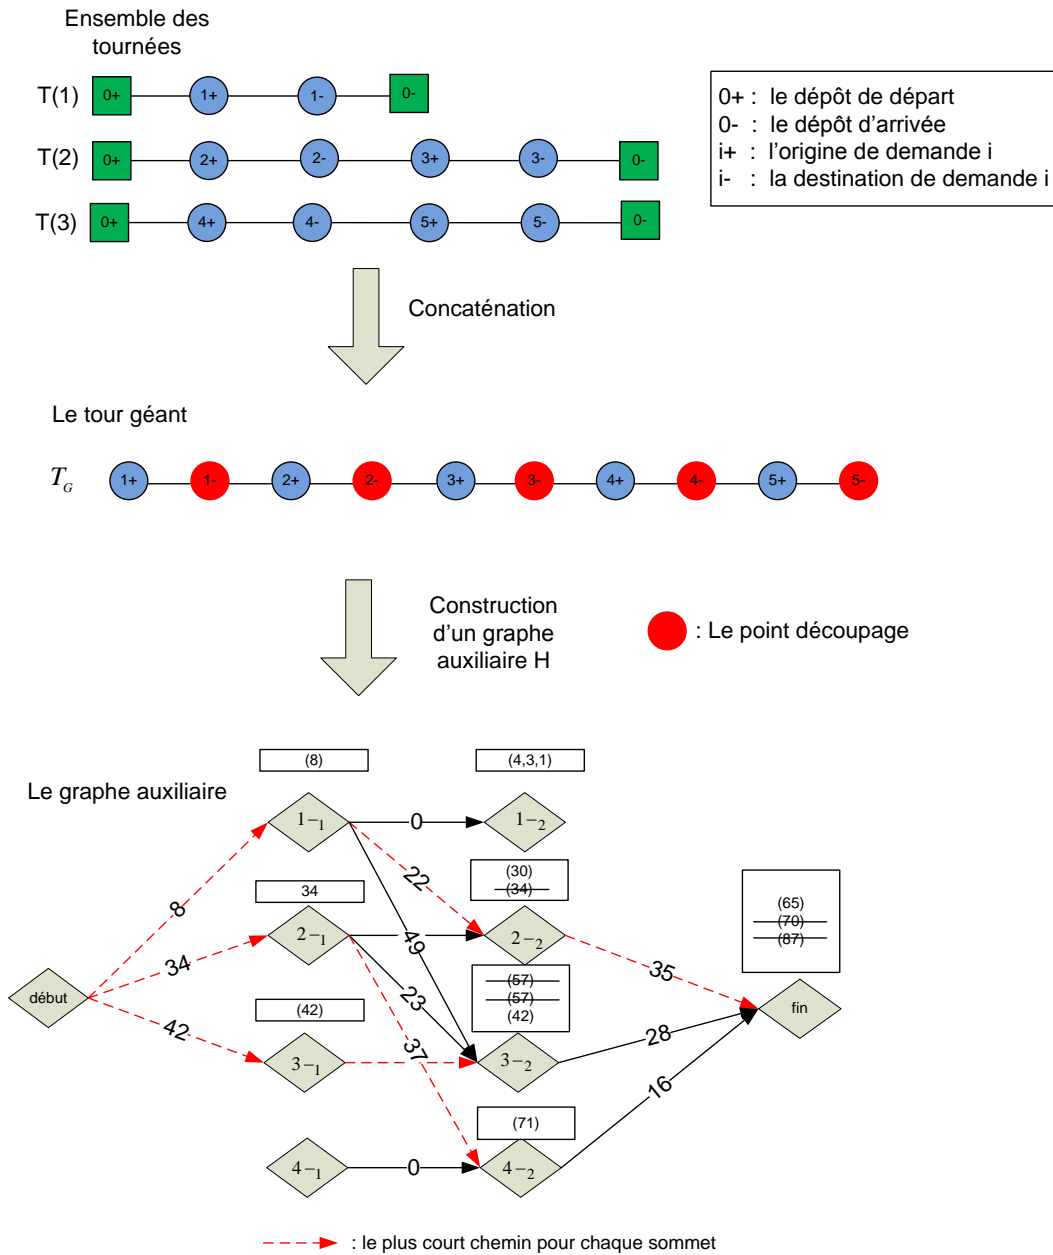 Ensemble des
tournées
T(1) 0+ 1+ 1- 0-
T(2) 0+ 2+ 2- 3+ 3- 0-
T(3) 0+ 4+ 4- 5+ 5- 0-
0+ : le dépôt de départ
0- : le dépôt d'arrivée
i+ : l'origine de demande i
i- : la destination de demande i
Concaténation
Le tour géant
T_G 1+ 1- 2+ 2- 3+ 3- 4+ 4- 5+ 5-
Construction
d'un graphe
auxiliaire H
: Le point découpage
Le graphe auxiliaire
(8)
(4,3,1)
1-₁
0
1-₂
8
22
49
34
(30)
(34)
2-₁
2-₂
34
23
37
35
(65)
(70)
(87)
début
42
(42)
(57)
(57)
(42)
3-₁
3-₂
28
fin
16
(71)
4-₁
0
4-₂
: le plus court chemin pour chaque sommet